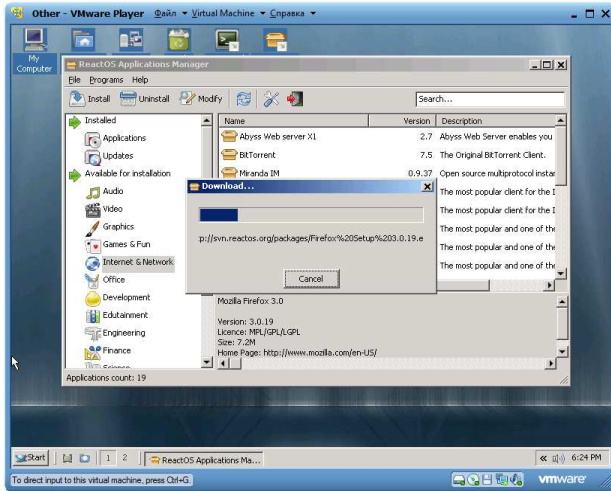 Other - VMware Player Файл Virtual Machine Справка
My Computer
ReactOS Applications Manager
File Programs Help
Install Uninstall Modify Search...
Installed
Applications
Updates
Available for installation
Audio
Video
Graphics
Games & Fun
Internet & Network
Office
Development
Edutainment
Engineering
Finance
Science
Name Version Description
Abyss Web server X1 2.7 Abyss Web Server enables you
BitTorrent 7.5 The Original BitTorrent Client.
Miranda IM 0.9.37 Open source multiprotocol instar
The most popular client for the I
The most popular client for the I
The most popular and one of the
The most popular and one of the
The most popular and one of the
Download...
p://svn.reactos.org/packages/Firefox%20Setup%203.0.19.e
Cancel
Mozilla Firefox 3.0
Version: 3.0.19
Licence: MPL/GPL/LGPL
Size: 7.2M
Home Page: http://www.mozilla.com/en-US/
Applications count: 19
Start 1 2 ReactOS Applications Ma... 6:24 PM
To direct input to this virtual machine, press Ctrl+G. vmware